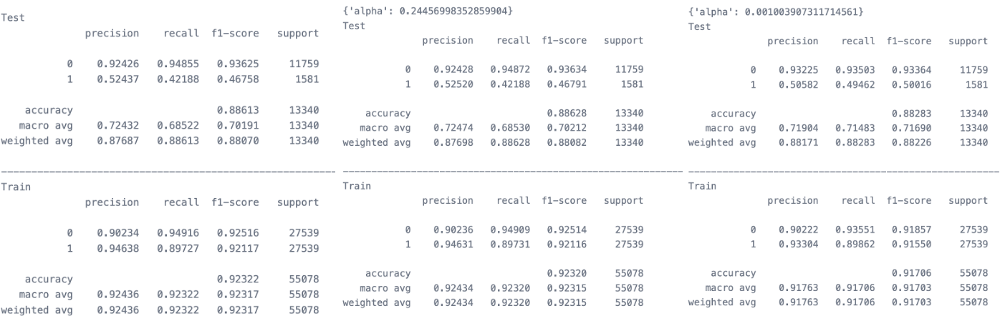 Test
precision recall f1-score support
0 0.92426 0.94855 0.93625 11759
1 0.52437 0.42188 0.46758 1581
accuracy 0.88613 13340
macro avg 0.72432 0.68522 0.70191 13340
weighted avg 0.87687 0.88613 0.88070 13340
Train
precision recall f1-score support
0 0.90234 0.94916 0.92516 27539
1 0.94638 0.89727 0.92117 27539
accuracy 0.92322 55078
macro avg 0.92436 0.92322 0.92317 55078
weighted avg 0.92436 0.92322 0.92317 55078
{'alpha': 0.24456998352859904}
Test
precision recall f1-score support
0 0.92428 0.94872 0.93634 11759
1 0.52520 0.42188 0.46791 1581
accuracy 0.88628 13340
macro avg 0.72474 0.68530 0.70212 13340
weighted avg 0.87698 0.88628 0.88082 13340
Train
precision recall f1-score support
0 0.90236 0.94909 0.92514 27539
1 0.94631 0.89731 0.92116 27539
accuracy 0.92320 55078
macro avg 0.92434 0.92320 0.92315 55078
weighted avg 0.92434 0.92320 0.92315 55078
{'alpha': 0.001003907311714561}
Test
precision recall f1-score support
0 0.93225 0.93503 0.93364 11759
1 0.50582 0.49462 0.50016 1581
accuracy 0.88283 13340
macro avg 0.71904 0.71483 0.71690 13340
weighted avg 0.88171 0.88283 0.88226 13340
Train
precision recall f1-score support
0 0.90222 0.93551 0.91857 27539
1 0.93304 0.89862 0.91550 27539
accuracy 0.91706 55078
macro avg 0.91763 0.91706 0.91703 55078
weighted avg 0.91763 0.91706 0.91703 55078